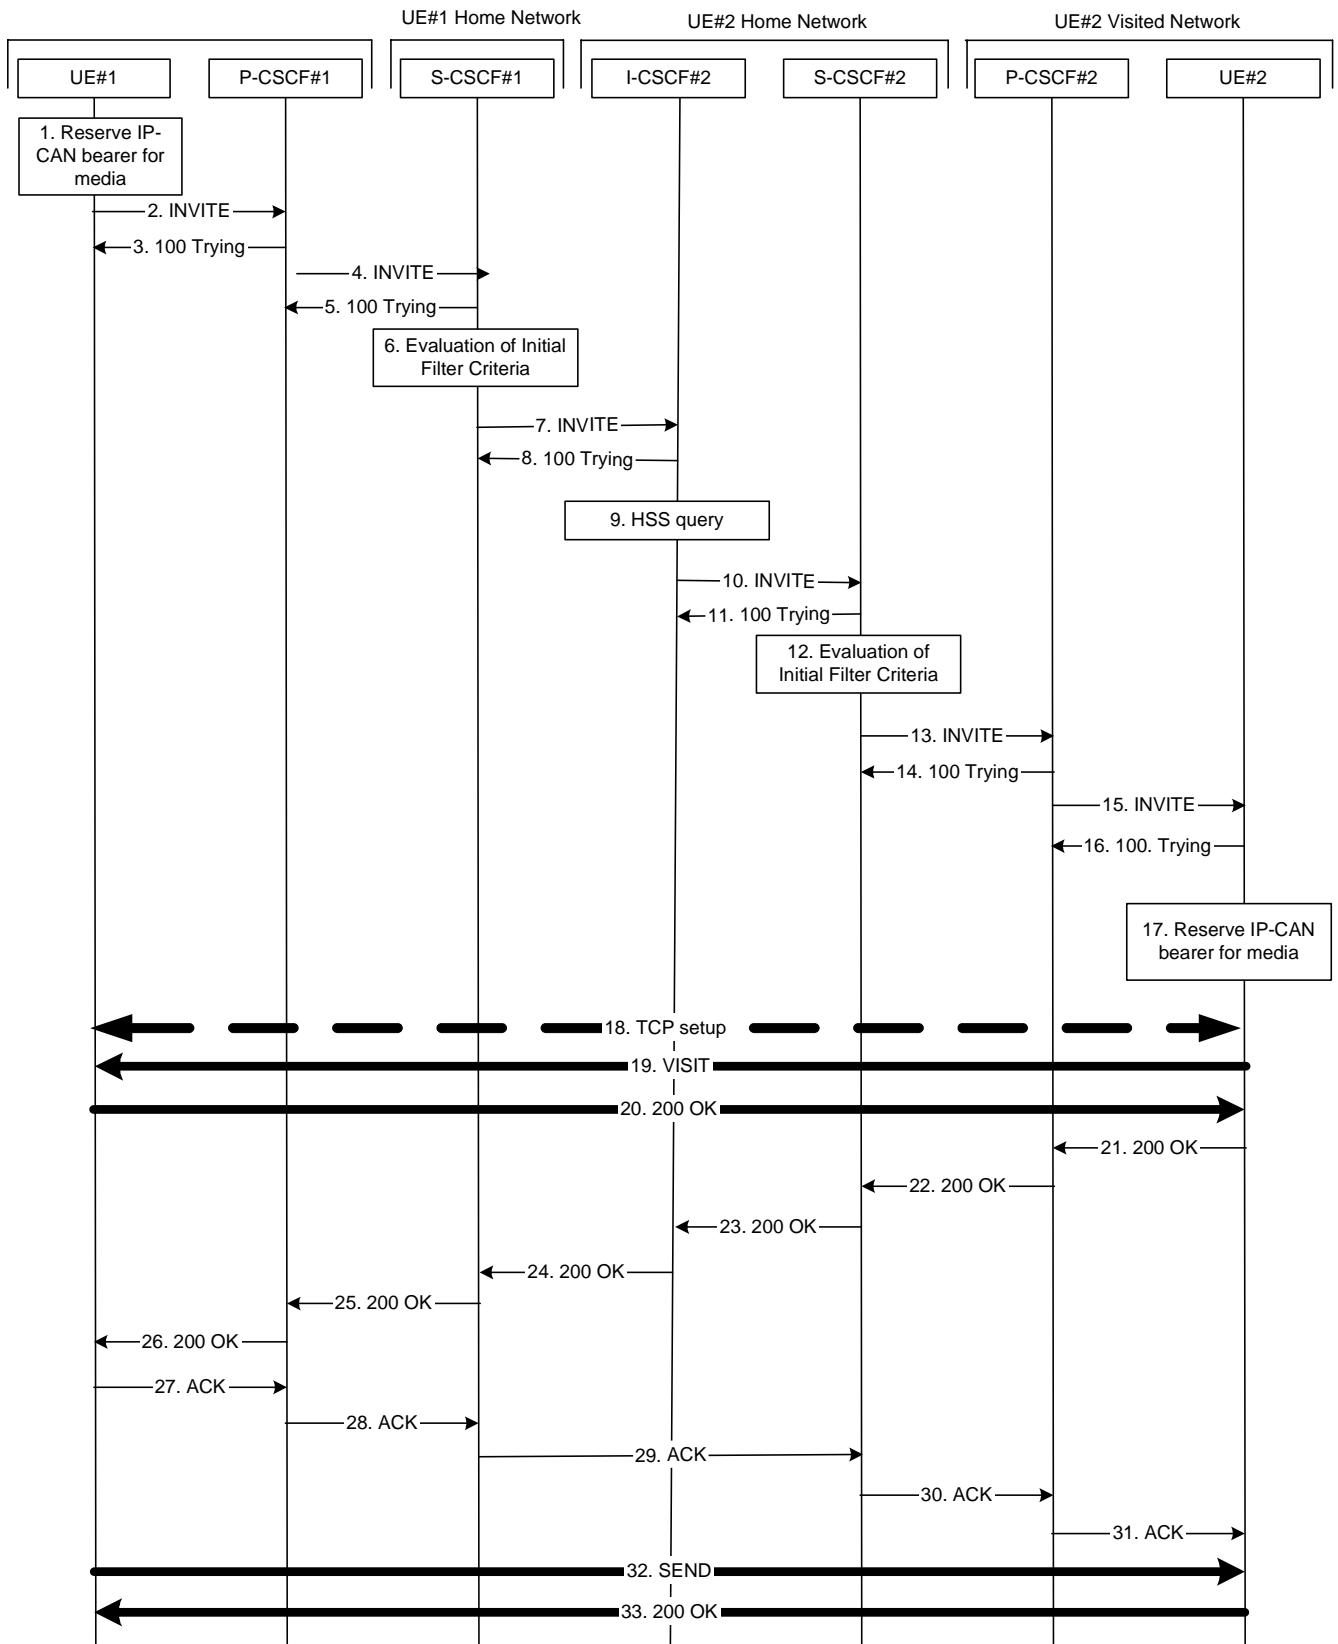 UE#1 Home Network
UE#2 Home Network
UE#2 Visited Network
UE#1
P-CSCF#1
S-CSCF#1
I-CSCF#2
S-CSCF#2
P-CSCF#2
UE#2
1. Reserve IP-
CAN bearer for
media
2. INVITE
3. 100 Trying
4. INVITE
5. 100 Trying
6. Evaluation of Initial
Filter Criteria
7. INVITE
8. 100 Trying
9. HSS query
10. INVITE
11. 100 Trying
12. Evaluation of
Initial Filter Criteria
13. INVITE
14. 100 Trying
15. INVITE
16. 100. Trying
17. Reserve IP-CAN
bearer for media
18. TCP setup
19. VISIT
20. 200 OK
21. 200 OK
22. 200 OK
23. 200 OK
24. 200 OK
25. 200 OK
26. 200 OK
27. ACK
28. ACK
29. ACK
30. ACK
31. ACK
32. SEND
33. 200 OK